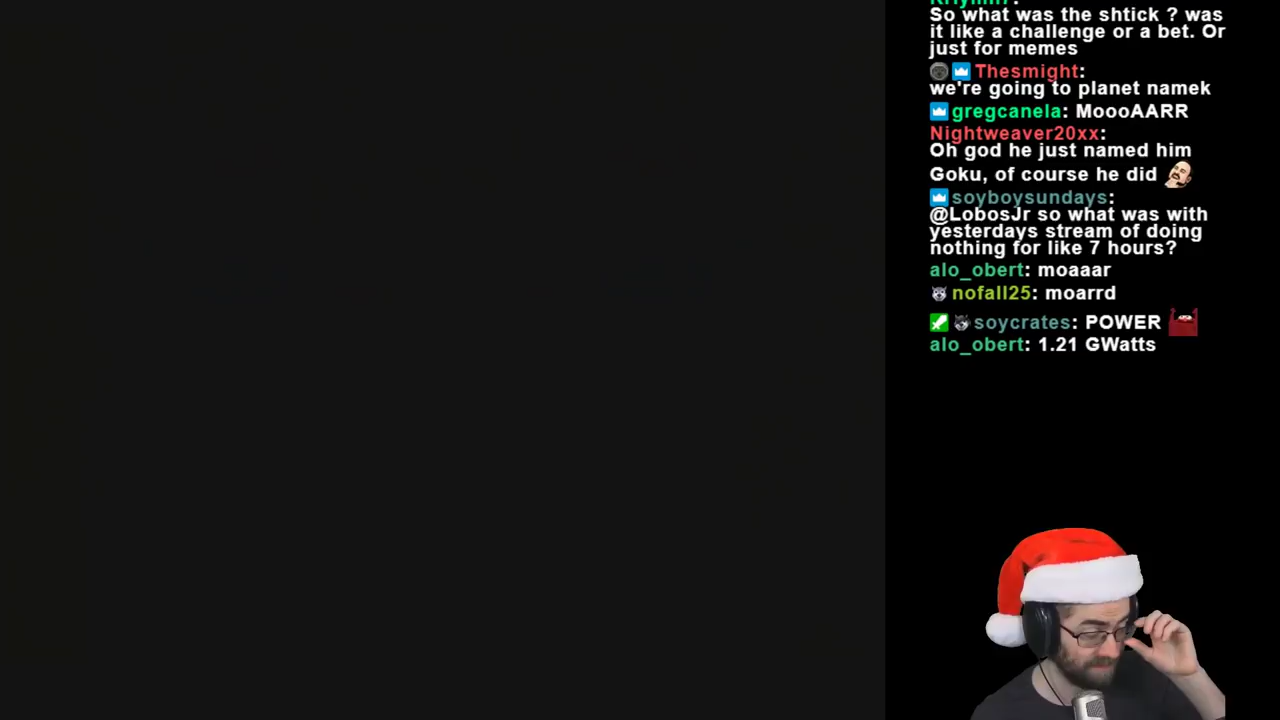 So what was the shtick ? was
it like a challenge or a bet. Or
just for memes
Thesmight:
we're going to planet namek
gregcanela: MoooAARR
Nightweaver20xx:
Oh god he just named him
Goku, of course he did
soyboysundays:
@LobosJr so what was with
yesterdays stream of doing
nothing for like 7 hours?
alo_obert: moaaar
nofall25: moarrd
soycrates: POWER
alo_obert: 1.21 GWatts